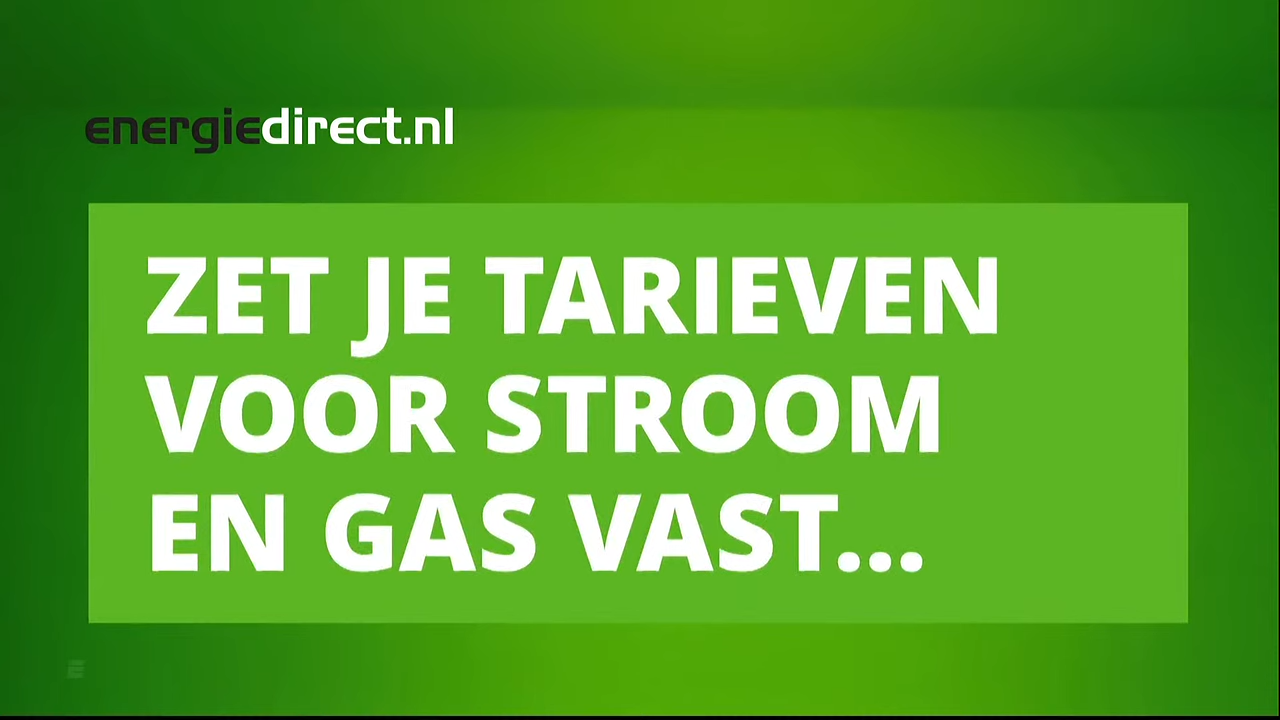 energiedirect.nl
ZET JE TARIEVEN
VOOR STROOM
EN GAS VAST...